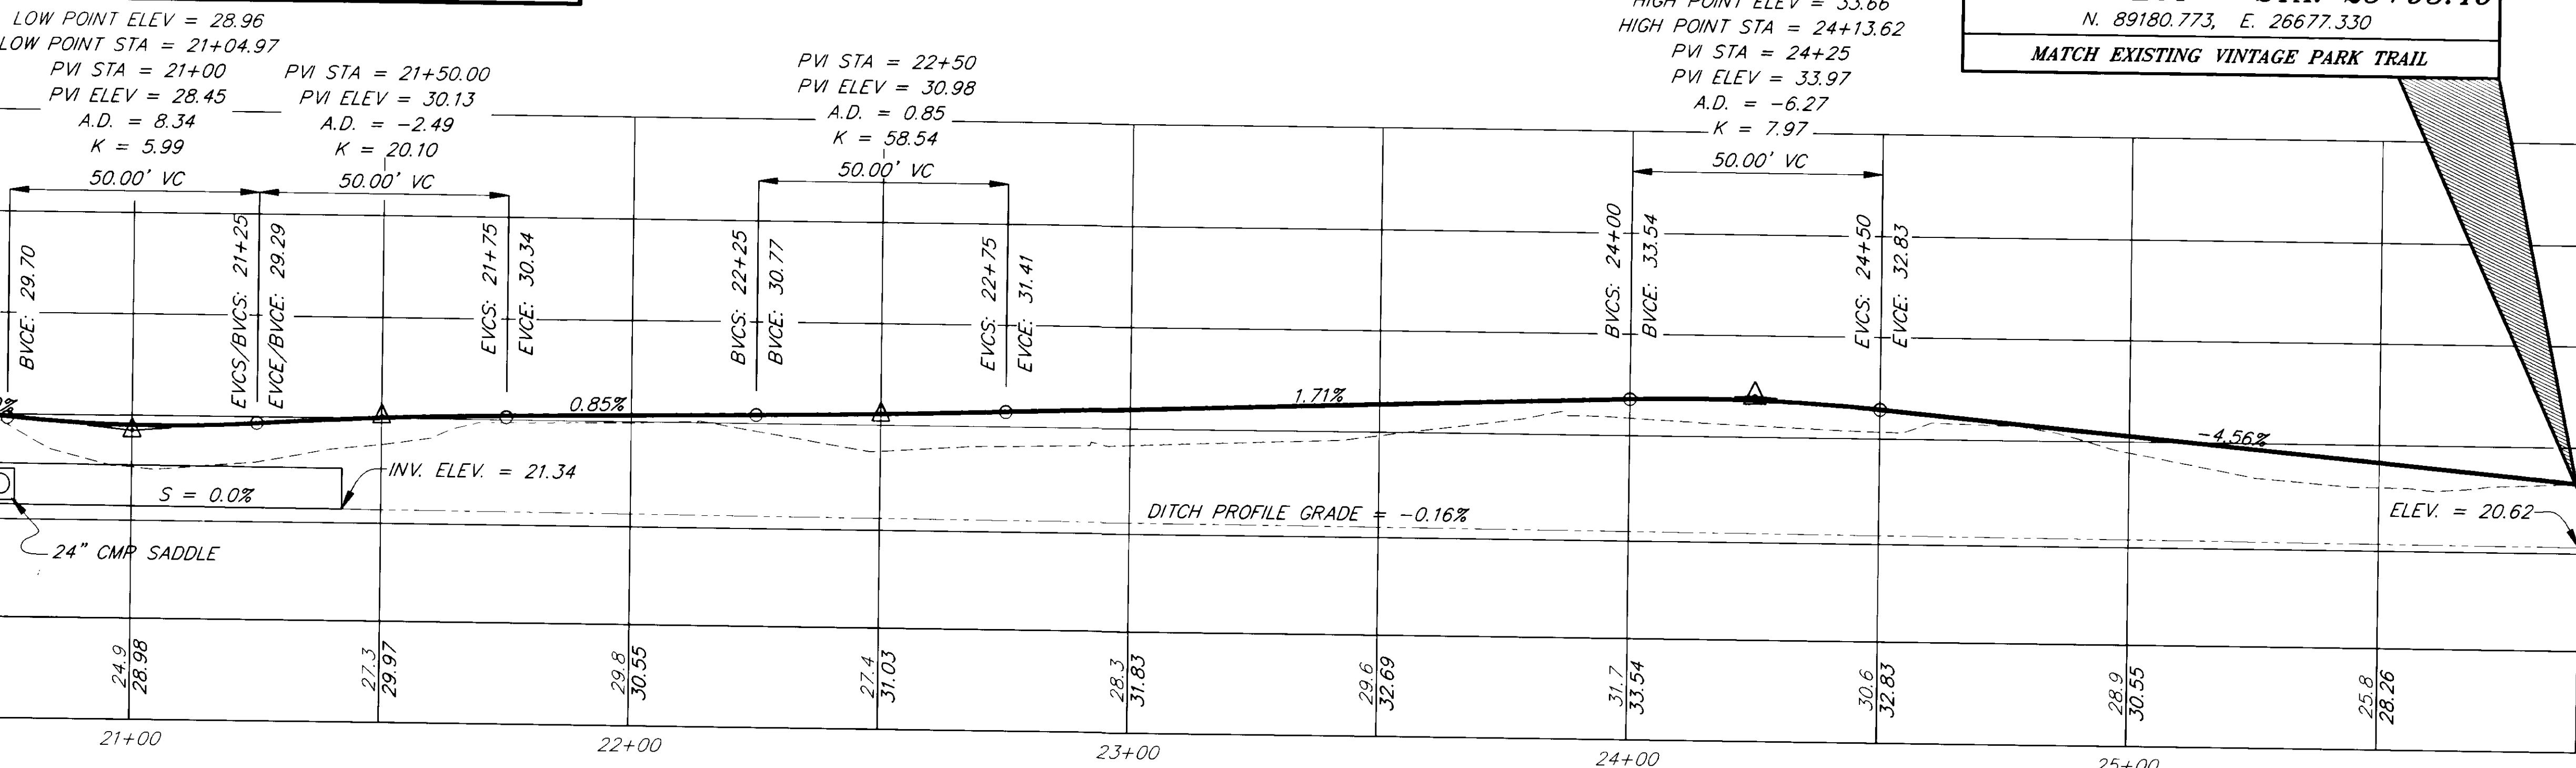 LOW POINT ELEV = 28.96
LOW POINT STA = 21+04.97
PVI STA = 21+00
PVI ELEV = 28.45
A.D. = 8.34
K = 5.99
50.00' VC
PVI STA = 21+50.00
PVI ELEV = 30.13
A.D. = -2.49
K = 20.10
50.00' VC
PVI STA = 22+50
PVI ELEV = 30.98
A.D. = 0.85
K = 58.54
50.00' VC
HIGH POINT ELEV = 33.66
HIGH POINT STA = 24+13.62
PVI STA = 24+25
PVI ELEV = 33.97
A.D. = -6.27
K = 7.97
50.00' VC
N. 89180.773, E. 26677.330
MATCH EXISTING VINTAGE PARK TRAIL
BVCE: 29.70
EVCS/BVCS: 21+25
EVCE/BVCE: 29.29
EVCS: 21+75
EVCE: 30.34
BVCS: 22+25
BVCE: 30.77
EVCS: 22+75
EVCE: 31.41
BVCS: 24+00
BVCE: 33.54
EVCS: 24+50
EVCE: 32.83
0.85%
1.71%
-4.56%
INV. ELEV. = 21.34
S = 0.0%
24" CMP SADDLE
DITCH PROFILE GRADE = -0.16%
ELEV. = 20.62
24.9
28.98
27.3
29.97
29.8
30.55
27.4
31.03
28.3
31.83
29.6
32.69
31.7
33.54
30.6
32.83
28.9
30.55
25.8
28.26
21+00
22+00
23+00
24+00
25+00